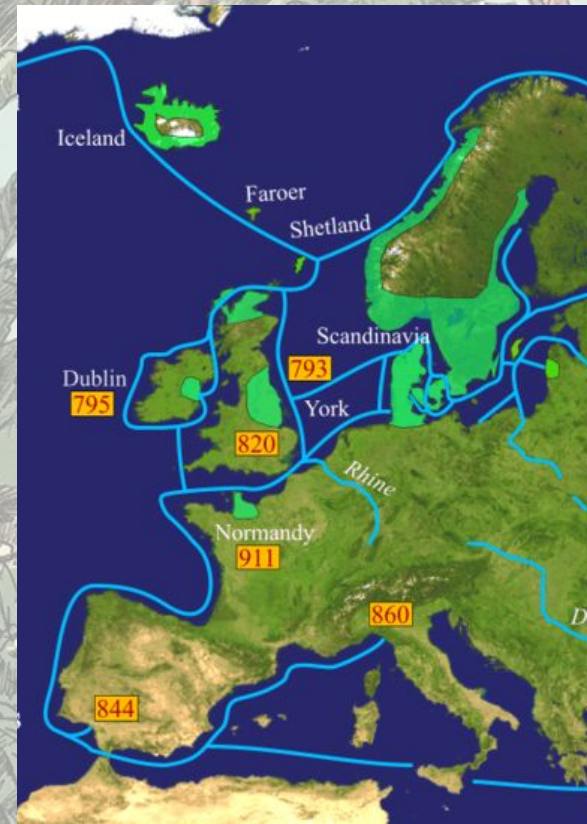 Iceland
Faroer
Shetland
Scandinavia
793
Dublin
795
York
820
Rhine
Normandy
911
860
844
D
s